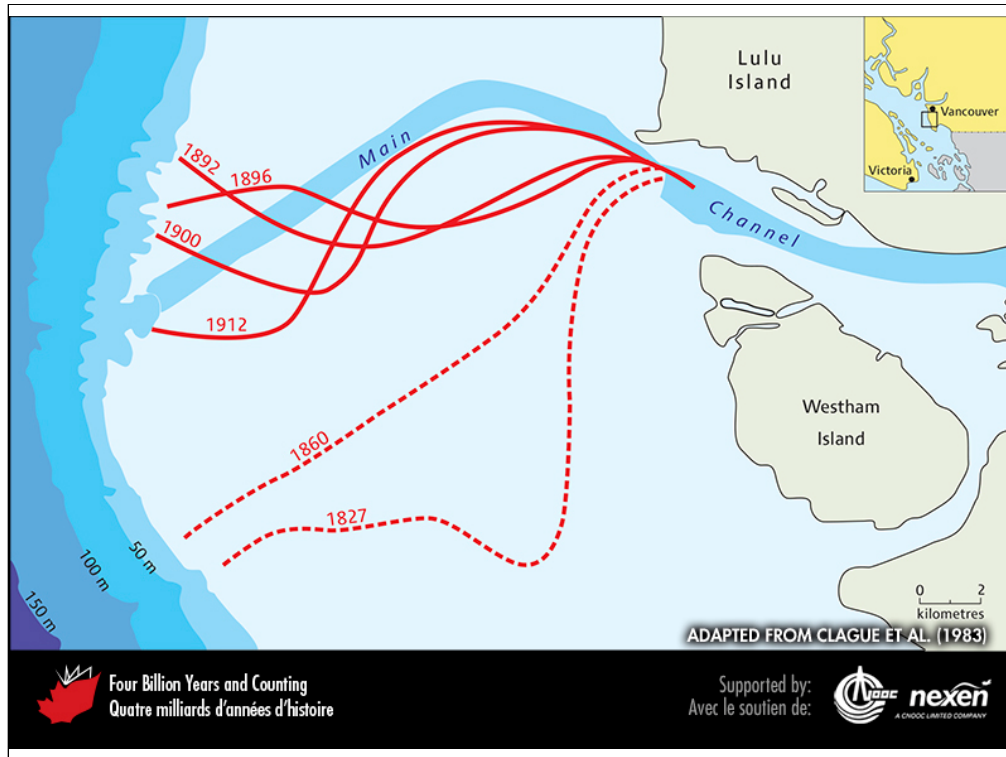 Lulu
Island
Vancouver
Victoria
Main
Channel
1892
1896
1900
1912
1860
1827
Westham
Island
50 m
100 m
150 m
0 2
kilometres
ADAPTED FROM CLAGUE ET AL. (1983)
Four Billion Years and Counting
Quatre milliards d'années d'histoire
Supported by:
Avec le soutien de:
CNOOC
nexen
A CNOOC LIMITED COMPANY